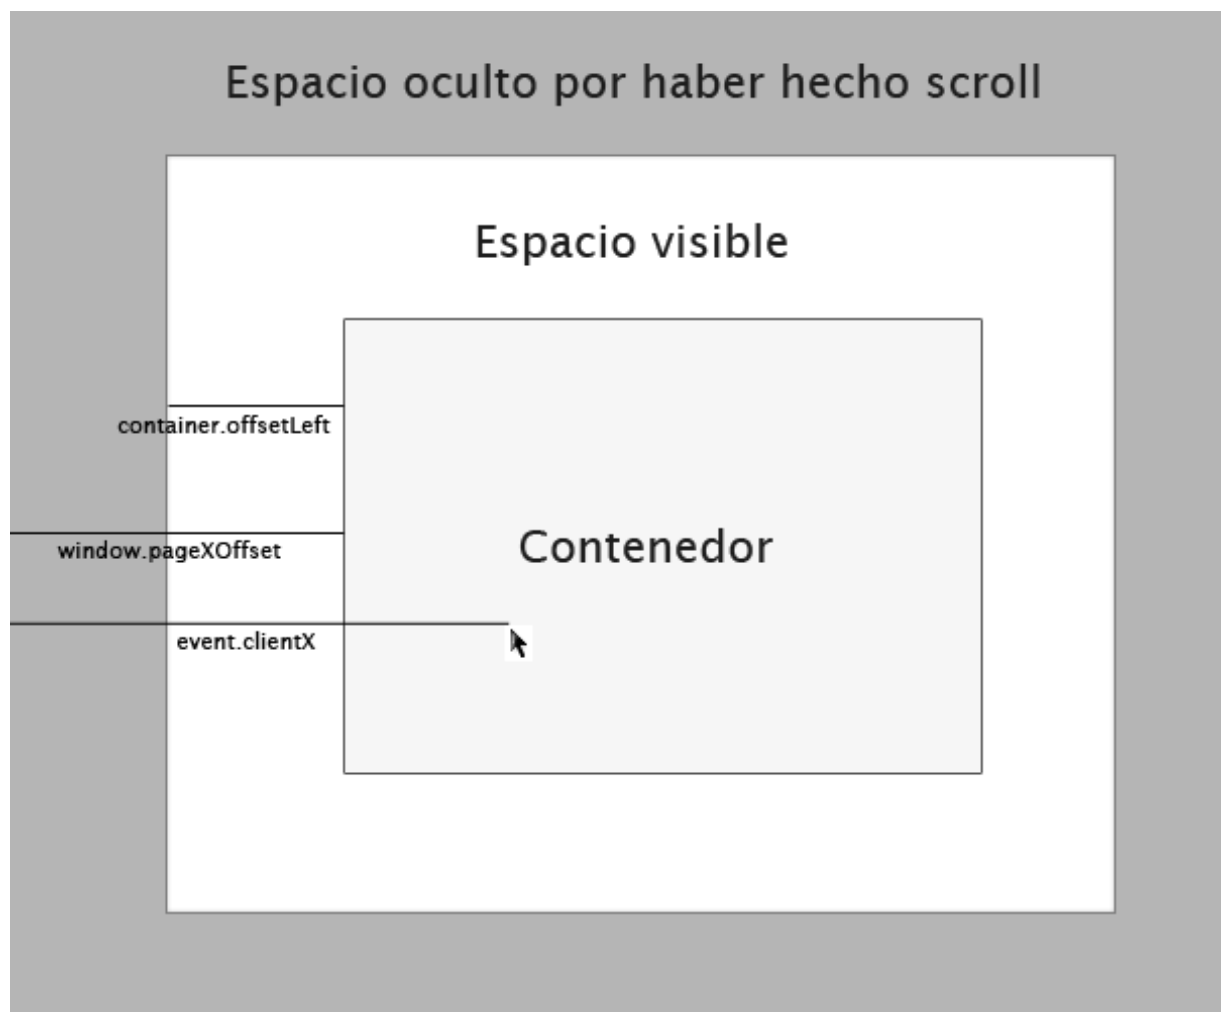 Espacio oculto por haber hecho scroll
Espacio visible
container.offsetLeft
window.pageXOffset
Contenedor
event.clientX